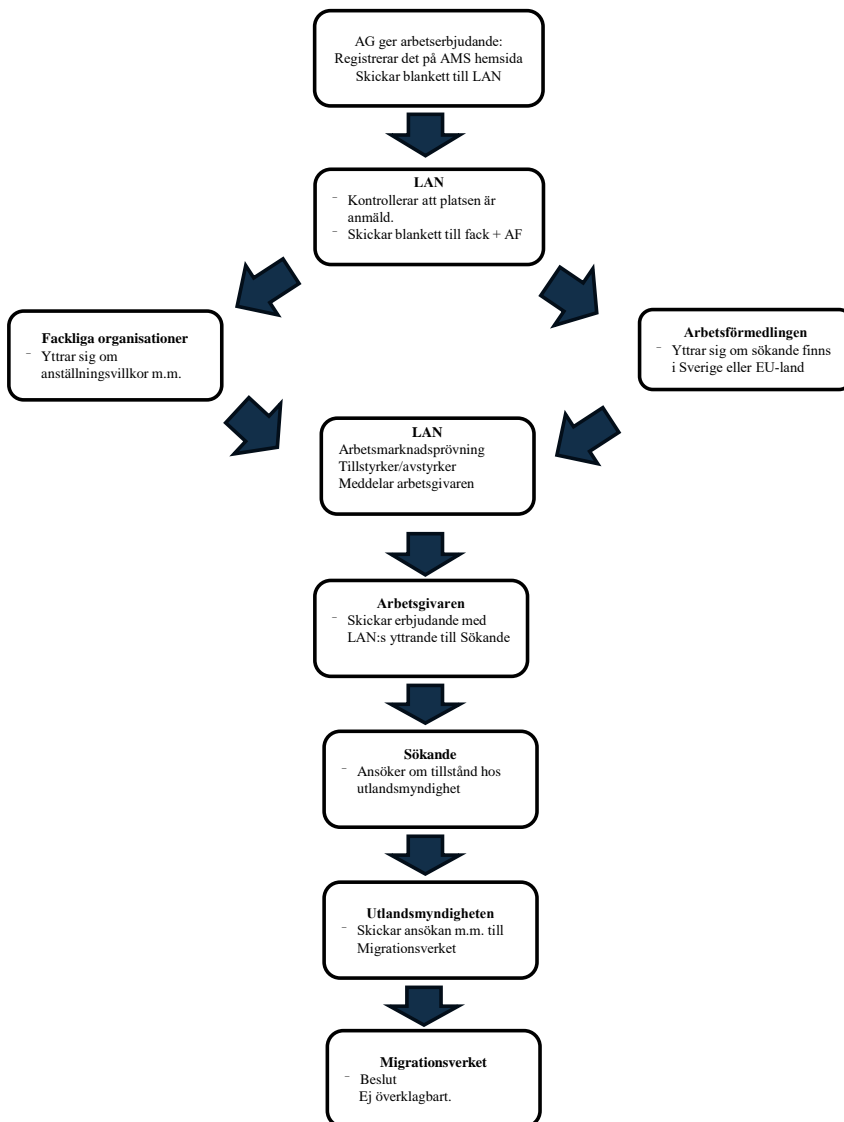 AG ger arbetserbjudande:
Registrerar det på AMS hemsida
Skickar blankett till LAN
LAN
- Kontrollerar att platsen är
anmäld.
- Skickar blankett till fack + AF
Fackliga organisationer
- Yttrar sig om
anställningsvillkor m.m.
Arbetsförmedlingen
- Yttrar sig om sökande finns
i Sverige eller EU-land
LAN
Arbetsmarknadsprövning
Tillstyrker/avstyrker
Meddelar arbetsgivaren
Arbetsgivaren
- Skickar erbjudande med
LAN:s yttrande till Sökande
Sökande
- Ansöker om tillstånd hos
utlandsmyndighet
Utlandsmyndigheten
- Skickar ansökan m.m. till
Migrationsverket
Migrationsverket
- Beslut
Ej överklagbart.